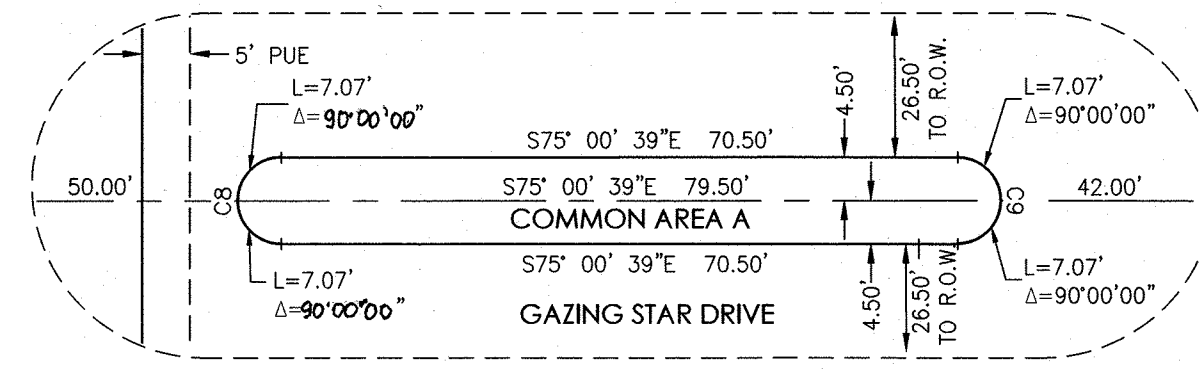 5' PUE
L=7.07'
Δ=90°00'00"
S75° 00' 39"E 70.50'
4.50'
26.50'
TO R.O.W.
L=7.07'
Δ=90°00'00"
50.00'
C8
S75° 00' 39"E 79.50'
COMMON AREA A
C9
42.00'
S75° 00' 39"E 70.50'
L=7.07'
Δ=90°00'00"
GAZING STAR DRIVE
4.50'
26.50'
TO R.O.W.
L=7.07'
Δ=90°00'00"